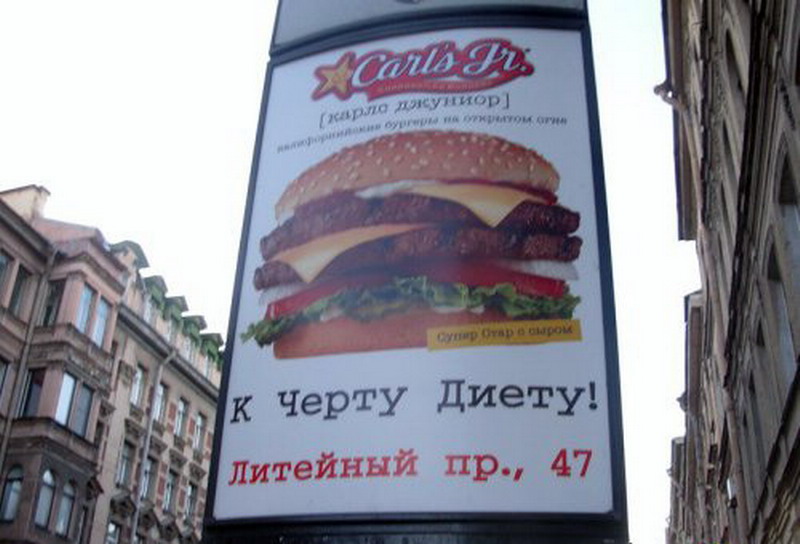 Carl's Jr.
[карлс джуниор]
калифорнийские бургеры на открытом огне
Супер Стар с сыром
К Черту Диету!
Литейный пр., 47